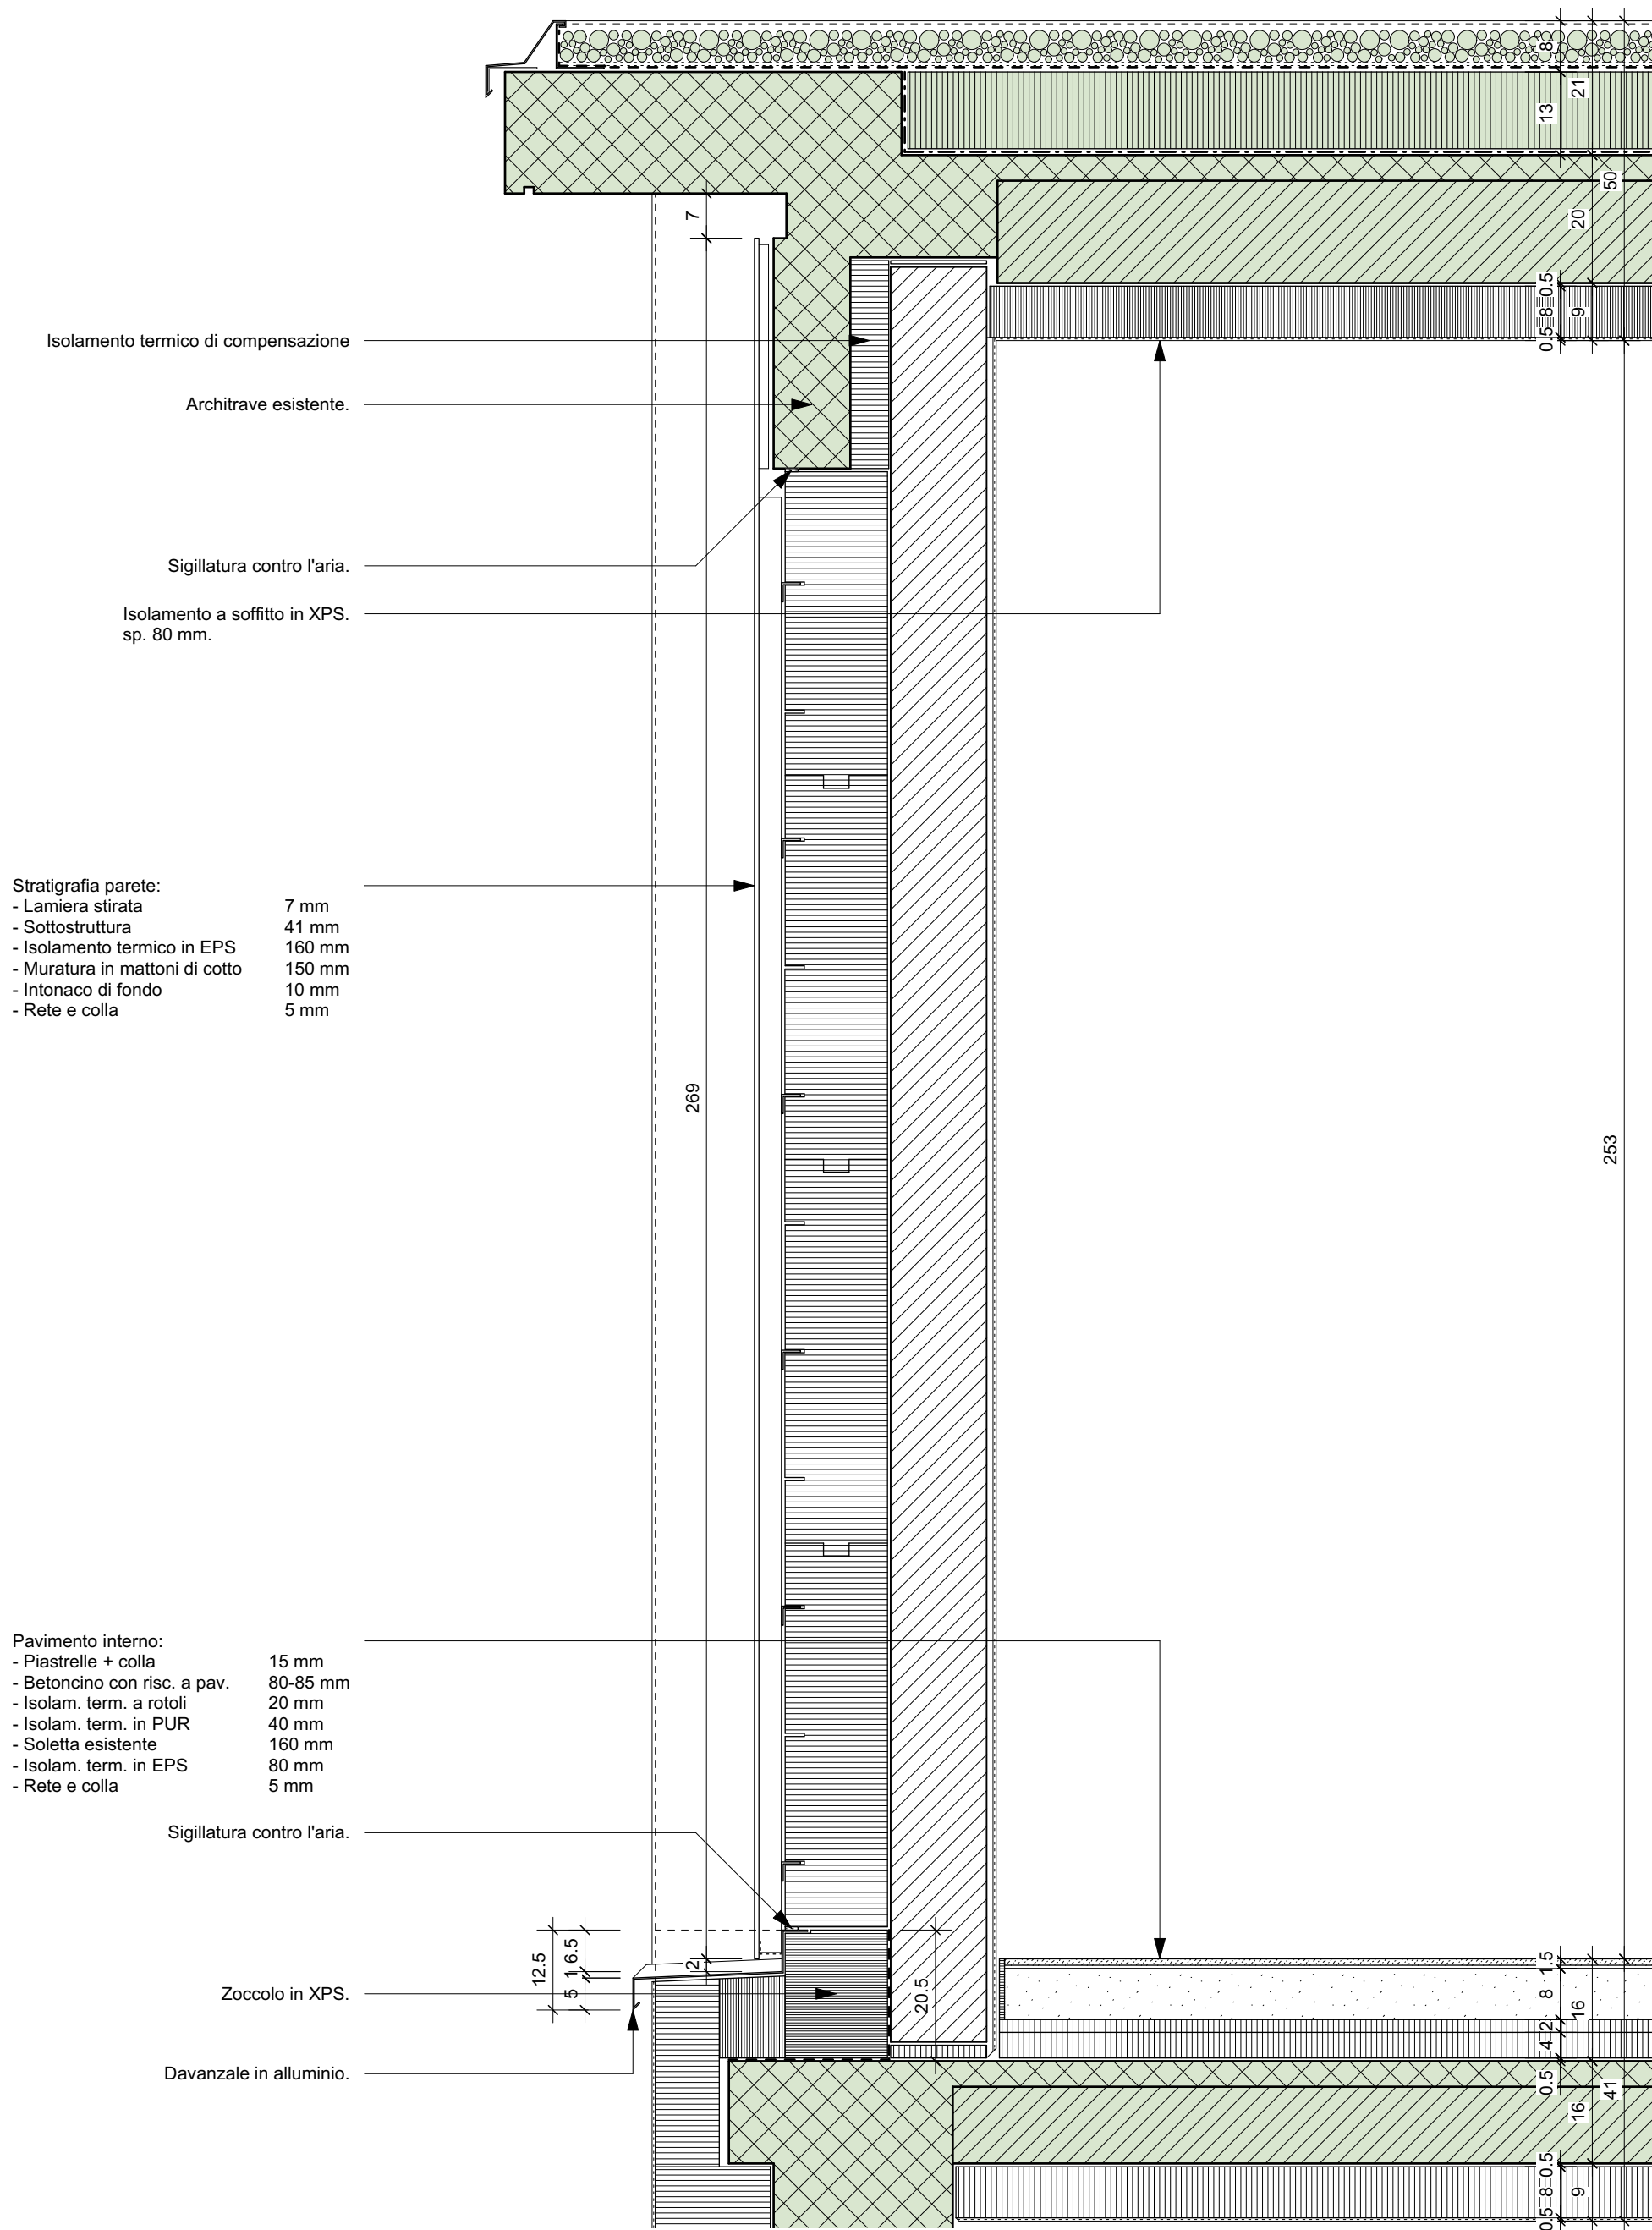 8
21
13
50
20
7
0.5
8
9
0.5
Isolamento termico di compensazione
Architrave esistente.
Sigillatura contro l'aria.
Isolamento a soffitto in XPS.
sp. 80 mm.
Stratigrafia parete:
- Lamiera stirata 7 mm
- Sottostruttura 41 mm
- Isolamento termico in EPS 160 mm
- Muratura in mattoni di cotto 150 mm
- Intonaco di fondo 10 mm
- Rete e colla 5 mm
269
253
Pavimento interno:
- Piastrelle + colla 15 mm
- Betoncino con risc. a pav. 80-85 mm
- Isolam. term. a rotoli 20 mm
- Isolam. term. in PUR 40 mm
- Soletta esistente 160 mm
- Isolam. term. in EPS 80 mm
- Rete e colla 5 mm
Sigillatura contro l'aria.
12.5
6.5
1
5
2
20.5
Zoccolo in XPS.
Davanzale in alluminio.
1.5
8
16
2
4
0.5
41
16
0.5
8
9
0.5